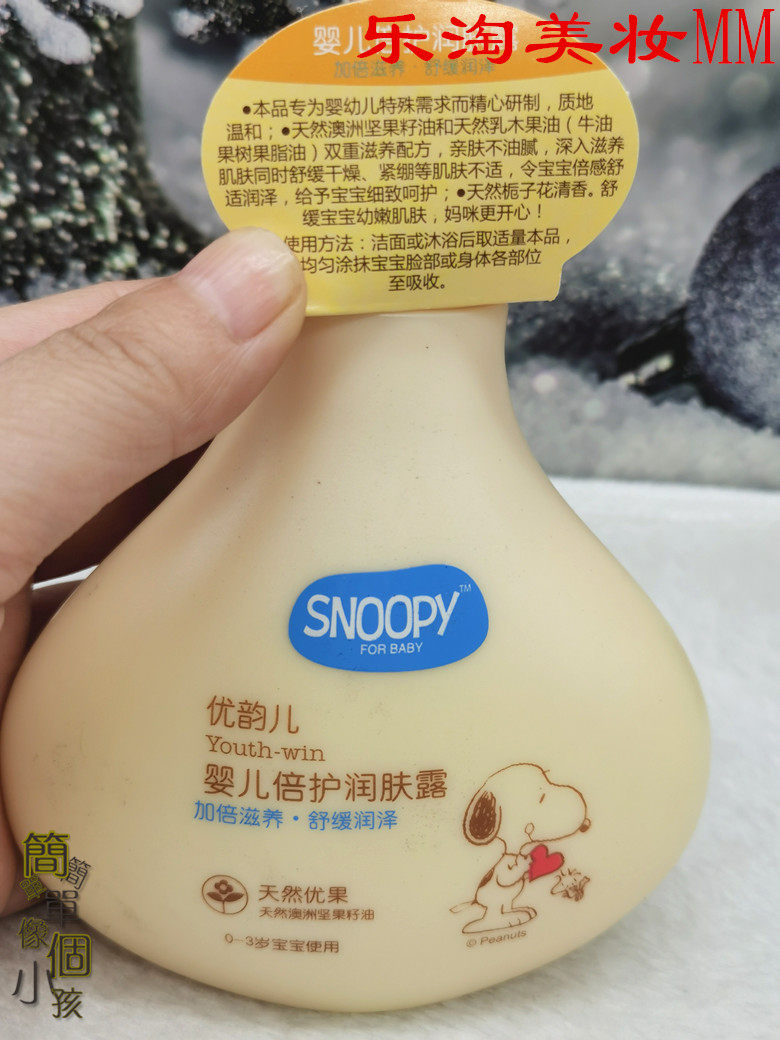 乐淘美妆MM
婴儿倍护润肤露
加倍滋养·舒缓润泽
●本品专为婴幼儿特殊需求而精心研制，质地
温和；●天然澳洲坚果籽油和天然乳木果油（牛油
果树果脂油）双重滋养配方，亲肤不油腻，深入滋养
肌肤同时舒缓干燥、紧绷等肌肤不适，令宝宝倍感舒
适润泽，给予宝宝细致呵护；●天然栀子花清香。舒
缓宝宝幼嫩肌肤，妈咪更开心！
使用方法：洁面或沐浴后取适量本品，
均匀涂抹宝宝脸部或身体各部位
至吸收。
SNOOPY™
FOR BABY
优韵儿
Youth-win
婴儿倍护润肤露
加倍滋养·舒缓润泽
天然优果
天然澳洲坚果籽油
0-3岁宝宝使用
© Peanuts
簡單像個小孩
簡單